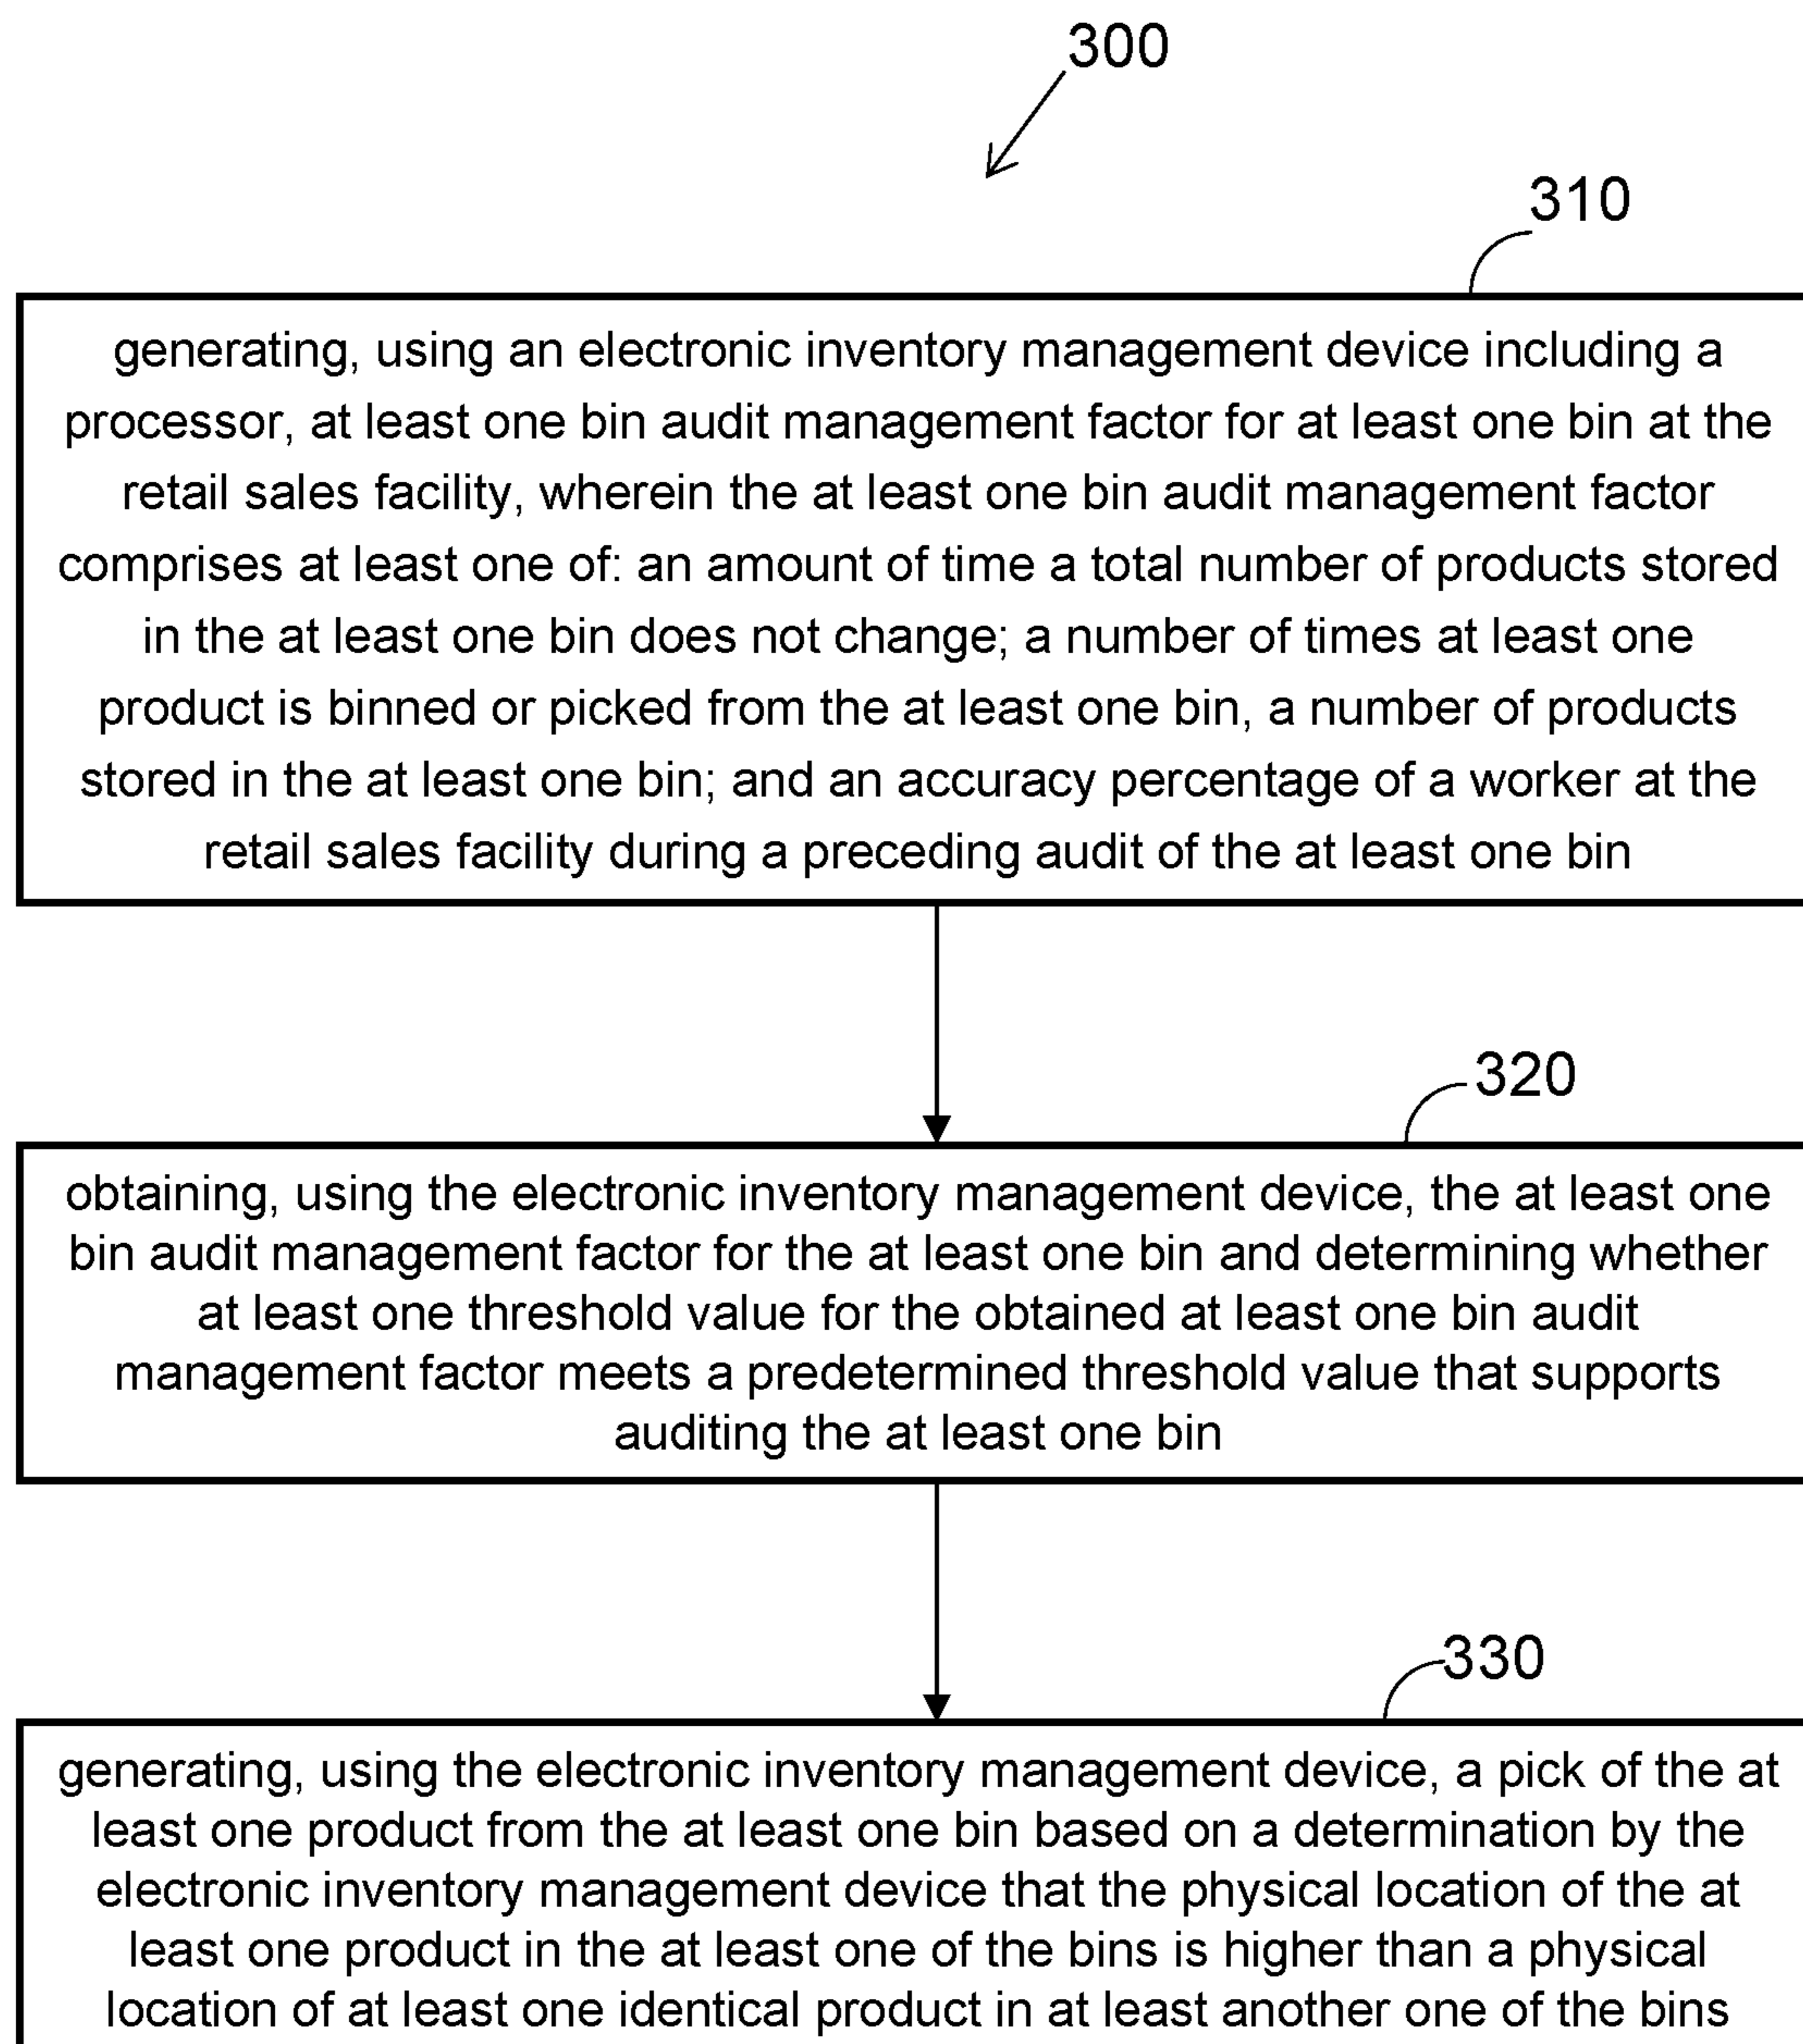 300
310
generating, using an electronic inventory management device including a
processor, at least one bin audit management factor for at least one bin at the
retail sales facility, wherein the at least one bin audit management factor
comprises at least one of: an amount of time a total number of products stored
in the at least one bin does not change; a number of times at least one
product is binned or picked from the at least one bin, a number of products
stored in the at least one bin; and an accuracy percentage of a worker at the
retail sales facility during a preceding audit of the at least one bin
320
obtaining, using the electronic inventory management device, the at least one
bin audit management factor for the at least one bin and determining whether
at least one threshold value for the obtained at least one bin audit
management factor meets a predetermined threshold value that supports
auditing the at least one bin
330
generating, using the electronic inventory management device, a pick of the at
least one product from the at least one bin based on a determination by the
electronic inventory management device that the physical location of the at
least one product in the at least one of the bins is higher than a physical
location of at least one identical product in at least another one of the bins